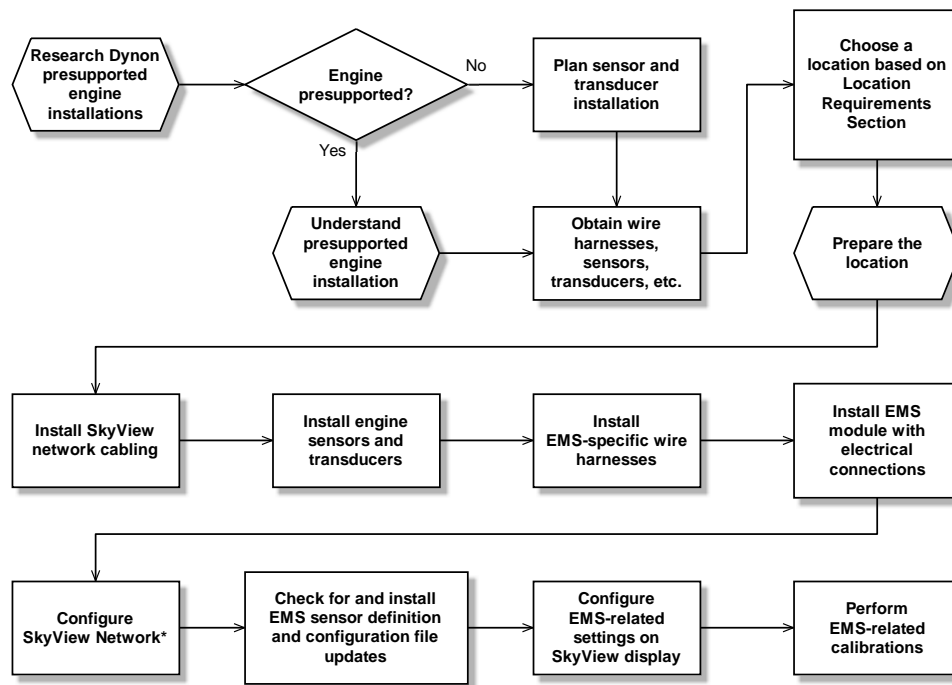 Research Dynon
presupported
engine
installations
Engine
presupported?
No
Yes
Plan sensor and
transducer
installation
Choose a
location based on
Location
Requirements
Section
Understand
presupported
engine
installation
Obtain wire
harnesses,
sensors,
transducers, etc.
Prepare the
location
Install SkyView
network cabling
Install engine
sensors and
transducers
Install
EMS-specific wire
harnesses
Install EMS
module with
electrical
connections
Configure
SkyView Network*
Check for and install
EMS sensor definition
and configuration file
updates
Configure
EMS-related
settings on
SkyView display
Perform
EMS-related
calibrations